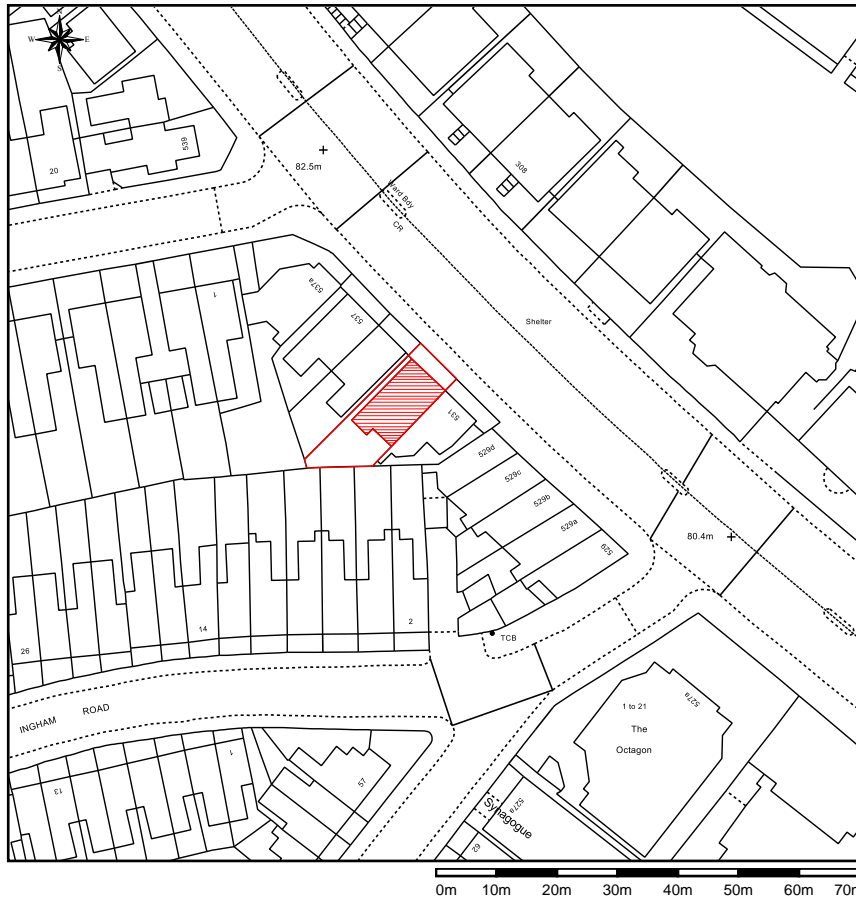 N
W E
S
539
20
82.5m
308
Ward Bdy
CR
537a
1
537
Shelter
531
529d
529c
529b
529a
529
80.4m
14
2
26
TCB
INGHAM ROAD
1 to 21
The
Octagon
527a
1
13
57
527a
Synagogue
62
0m 10m 20m 30m 40m 50m 60m 70m